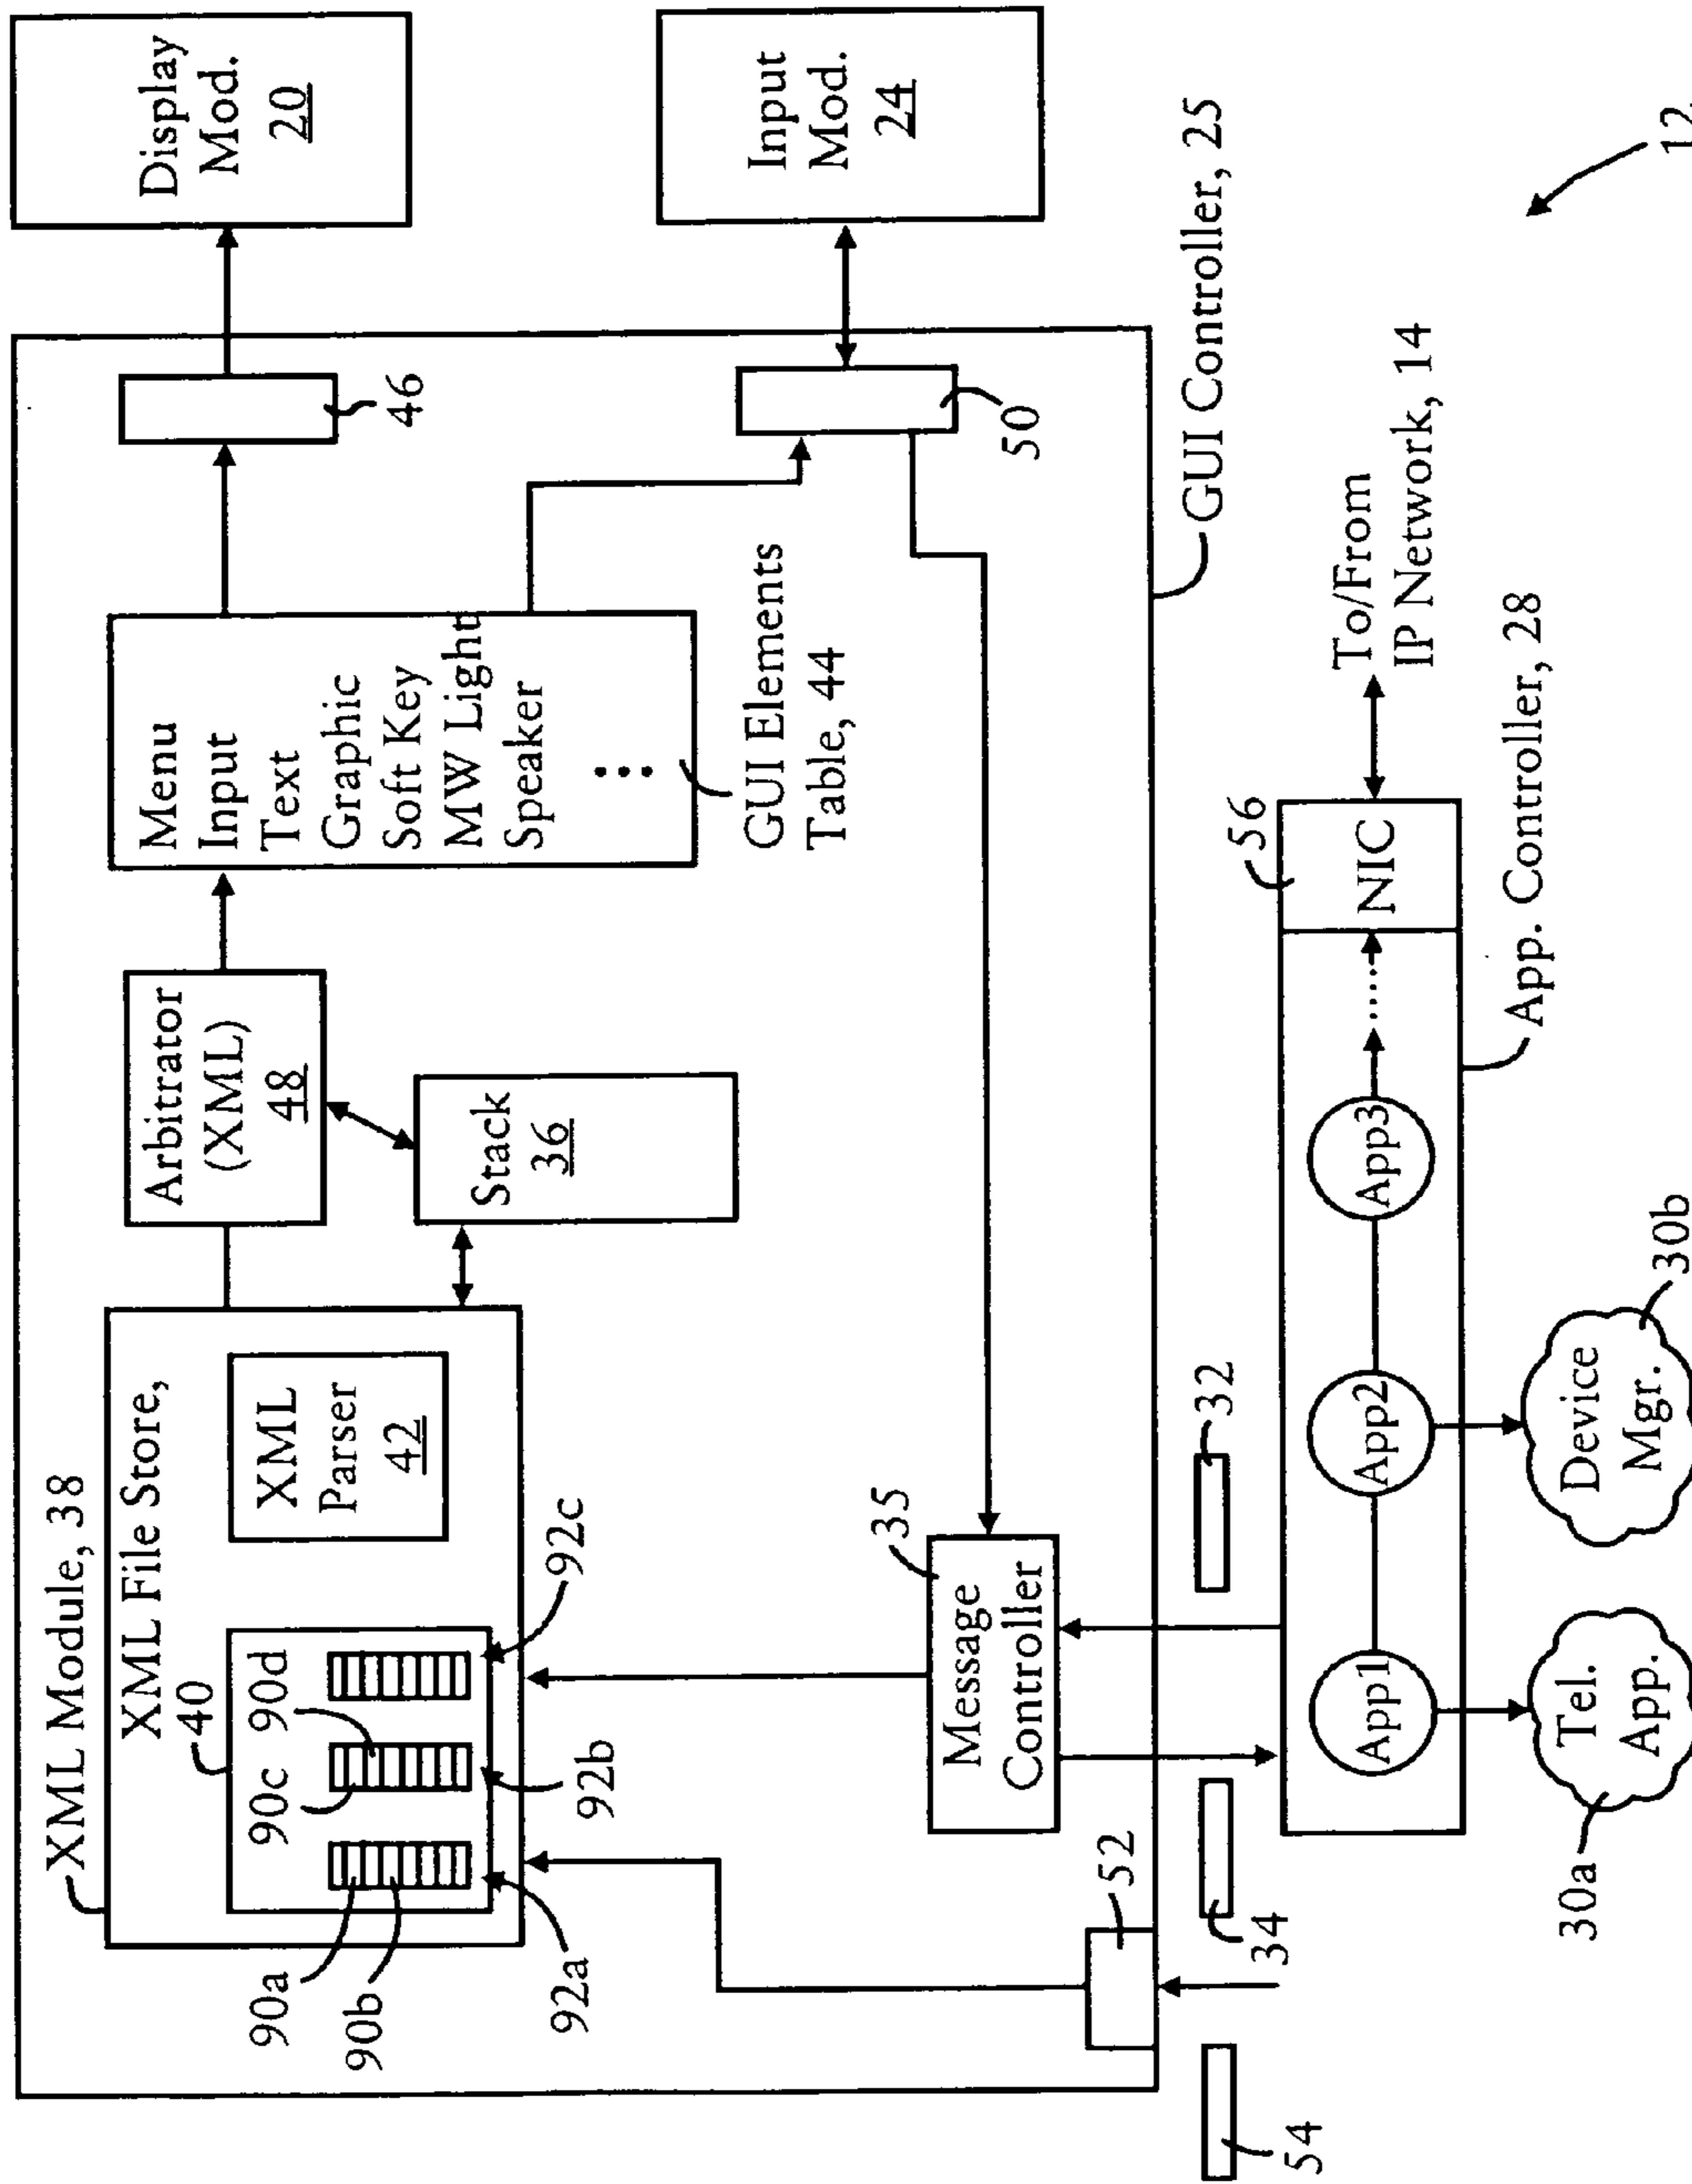 XML Module, 38
XML File Store,
40
90a
90b
90c
90d
92a
92b
92c
XML
Parser
42
Arbitrator
(XML)
48
Stack
36
Menu
Input
Text
Graphic
Soft Key
MW Light
Speaker
GUI Elements
Table, 44
46
50
Display
Mod.
20
Input
Mod.
24
GUI Controller, 25
35
Message
Controller
52
54
34
32
App1
App2
App3
NIC
56
To/From
IP Network, 14
App. Controller, 28
Tel.
App.
30a
Device
Mgr.
30b
12